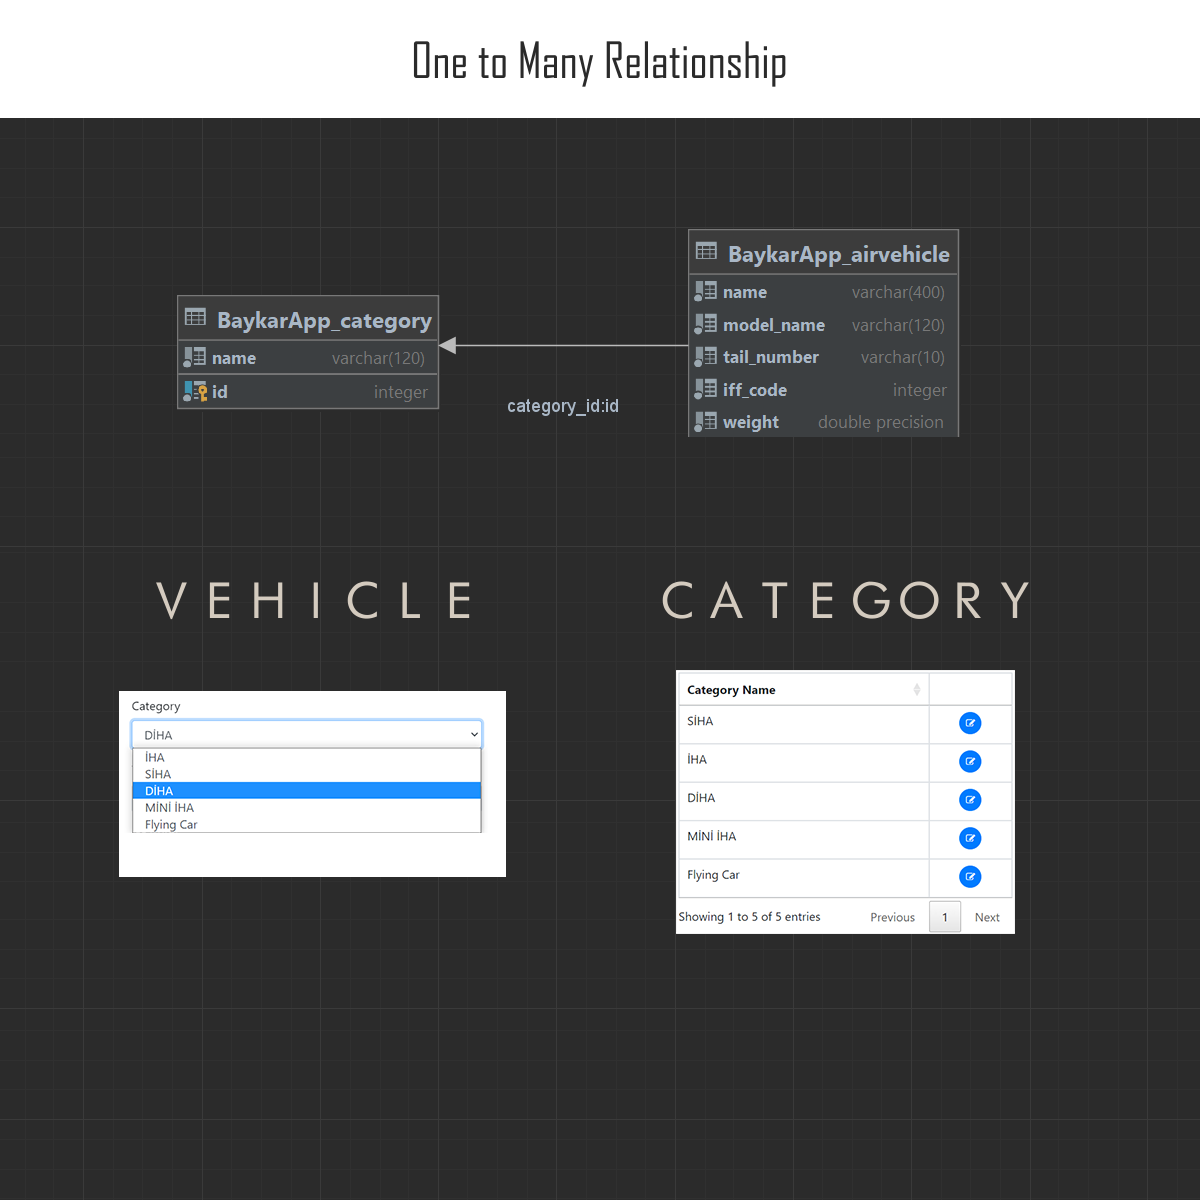 One to Many Relationship
BaykarApp_category
name varchar(120)
id integer
category_id:id
BaykarApp_airvehicle
name varchar(400)
model_name varchar(120)
tail_number varchar(10)
iff_code integer
weight double precision
VEHICLE
Category
DİHA
İHA
SİHA
DİHA
MİNİ İHA
Flying Car
CATEGORY
Category Name
SİHA
İHA
DİHA
MİNİ İHA
Flying Car
Showing 1 to 5 of 5 entries Previous 1 Next